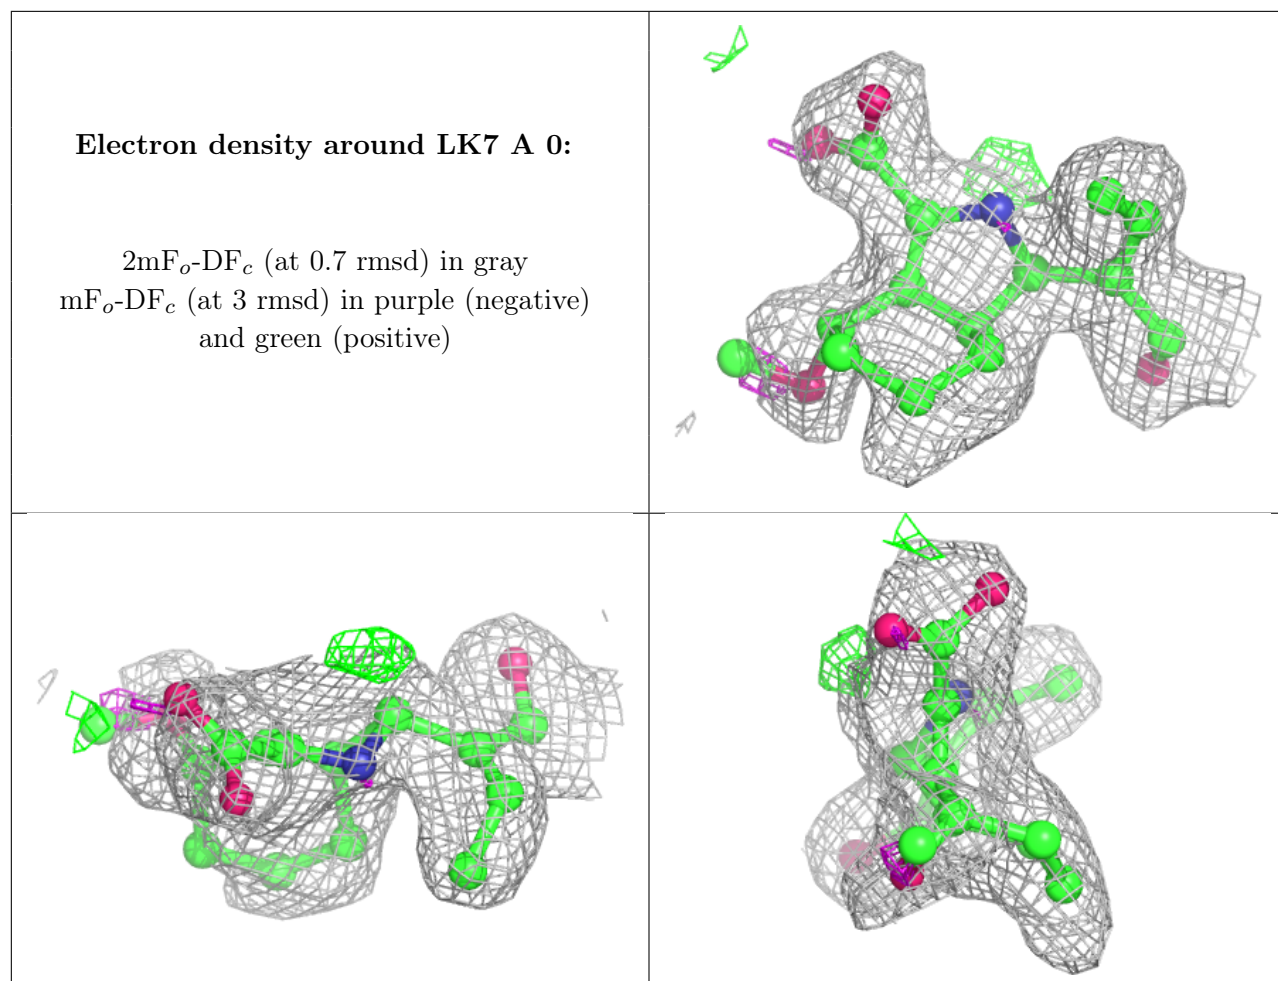 Electron density around LK7 A 0:
2mFₒ-DF𝒸 (at 0.7 rmsd) in gray
mFₒ-DF𝒸 (at 3 rmsd) in purple (negative)
and green (positive)